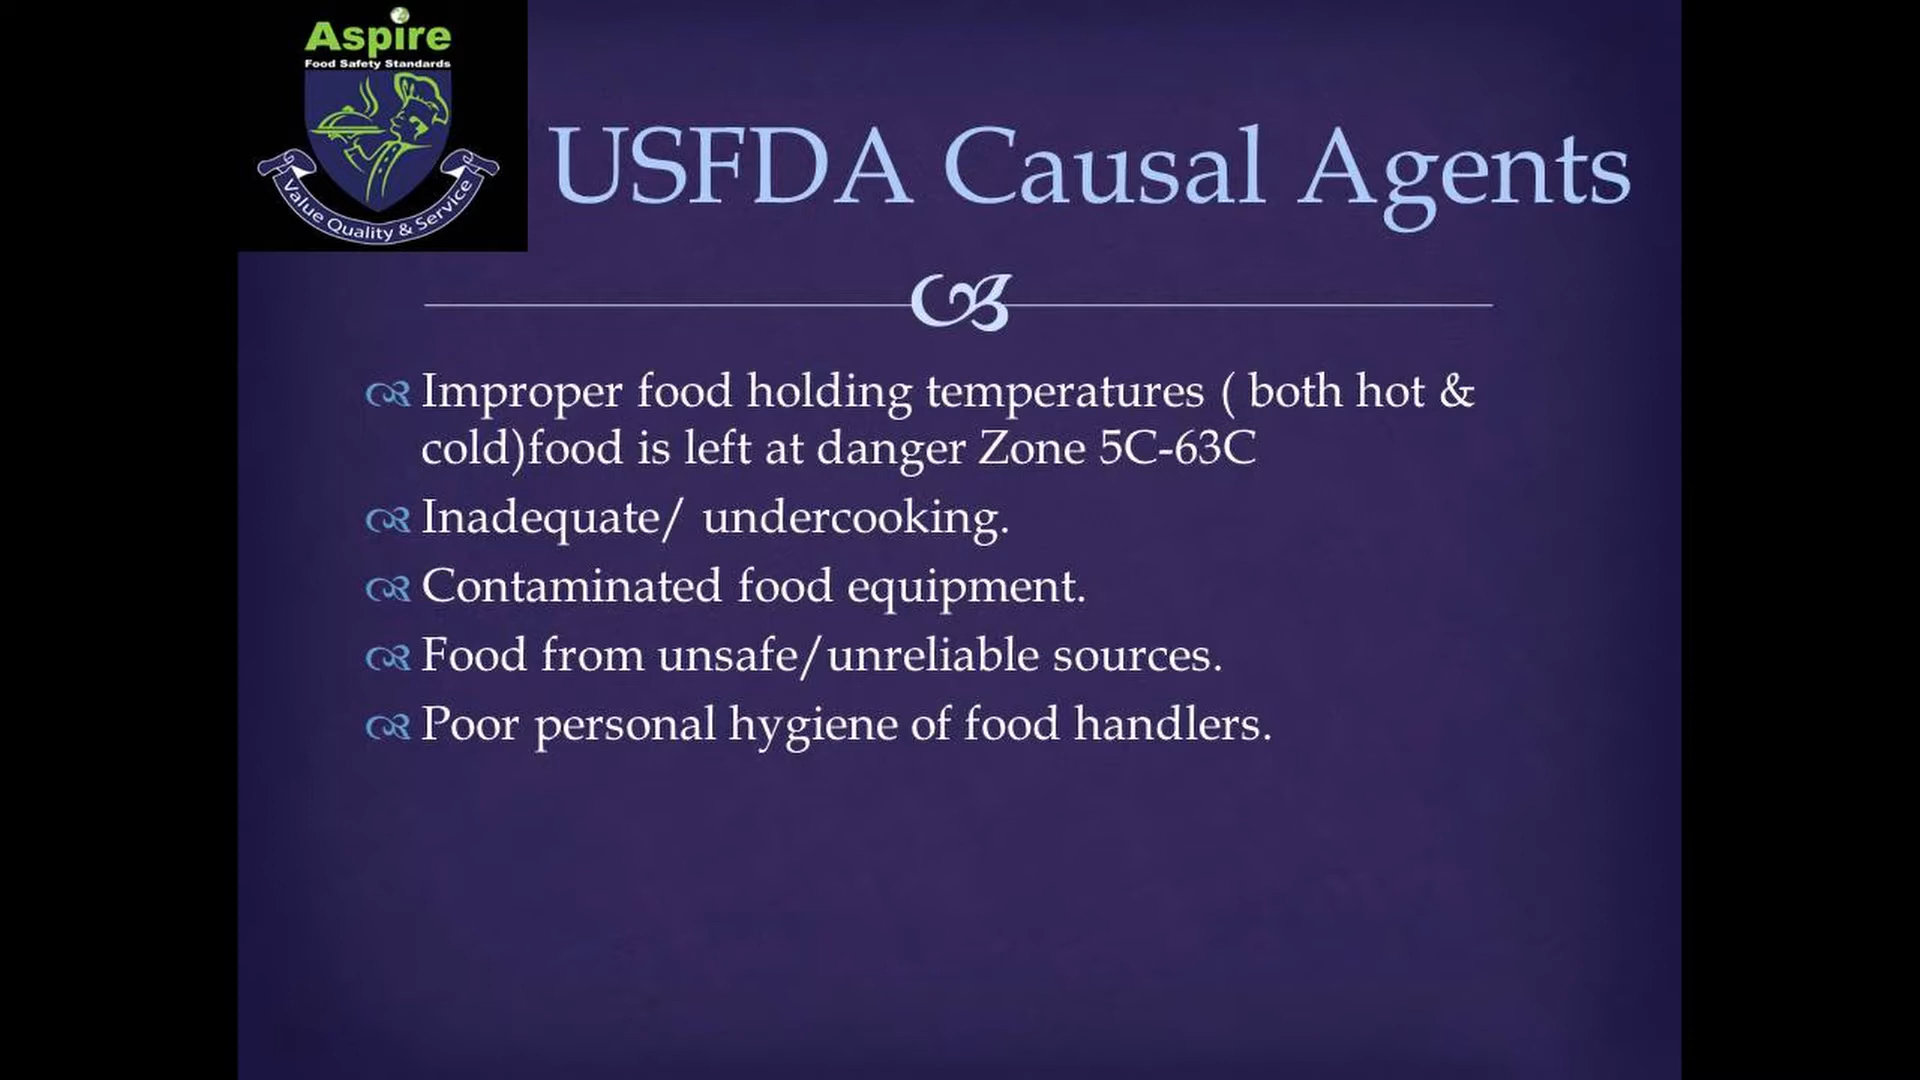 Aspire
Food Safety Standards
Value Quality & Service
USFDA Causal Agents
Improper food holding temperatures ( both hot &
cold)food is left at danger Zone 5C-63C
Inadequate/ undercooking.
Contaminated food equipment.
Food from unsafe/unreliable sources.
Poor personal hygiene of food handlers.